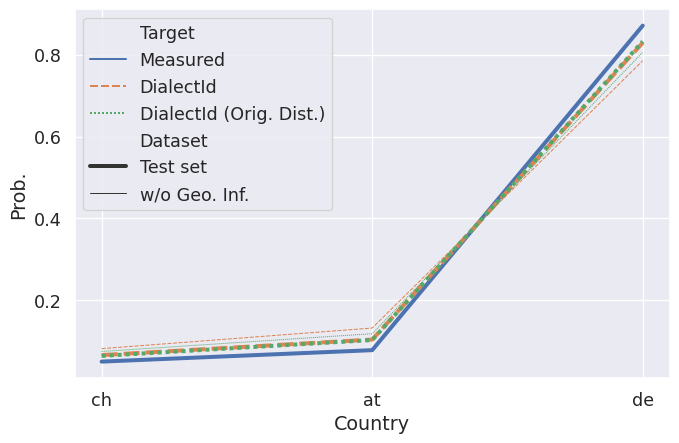 Target
Measured
DialectId
DialectId (Orig. Dist.)
Dataset
Test set
w/o Geo. Inf.
0.8
0.6
0.4
0.2
Prob.
ch at de
Country